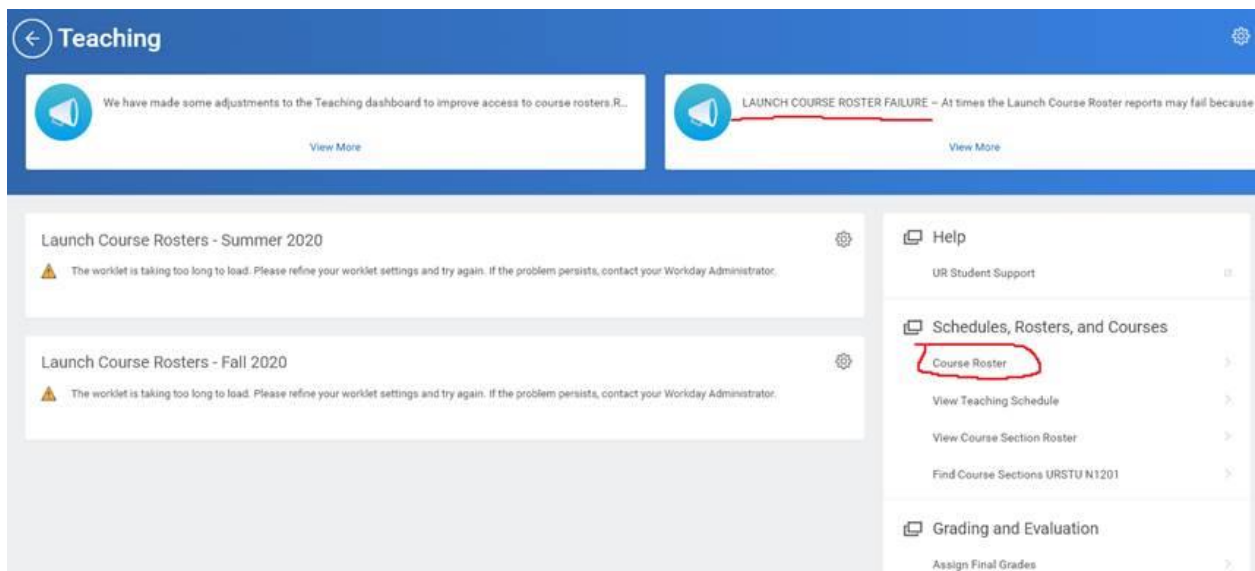 Teaching
We have made some adjustments to the Teaching dashboard to improve access to course rosters.R...
View More
LAUNCH COURSE ROSTER FAILURE – At times the Launch Course Roster reports may fail because
View More
Launch Course Rosters - Summer 2020
The worklet is taking too long to load. Please refine your worklet settings and try again. If the problem persists, contact your Workday Administrator.
Launch Course Rosters - Fall 2020
The worklet is taking too long to load. Please refine your worklet settings and try again. If the problem persists, contact your Workday Administrator.
Help
UR Student Support
Schedules, Rosters, and Courses
Course Roster
View Teaching Schedule
View Course Section Roster
Find Course Sections URSTU N1201
Grading and Evaluation
Assign Final Grades